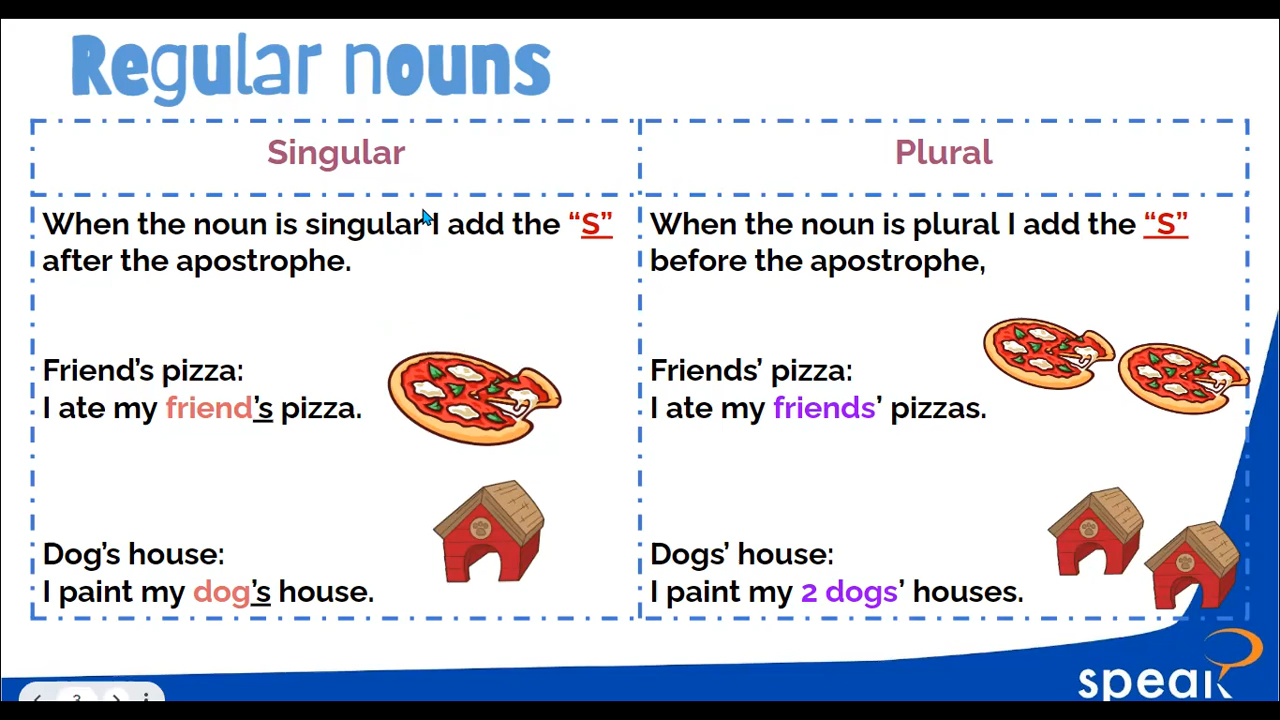 Regular nouns
Singular
When the noun is singular I add the “S”
after the apostrophe.
Friend’s pizza:
I ate my friend’s pizza.
Dog’s house:
I paint my dog’s house.
Plural
When the noun is plural I add the “S”
before the apostrophe,
Friends’ pizza:
I ate my friends’ pizzas.
Dogs’ house:
I paint my 2 dogs’ houses.
3
speak